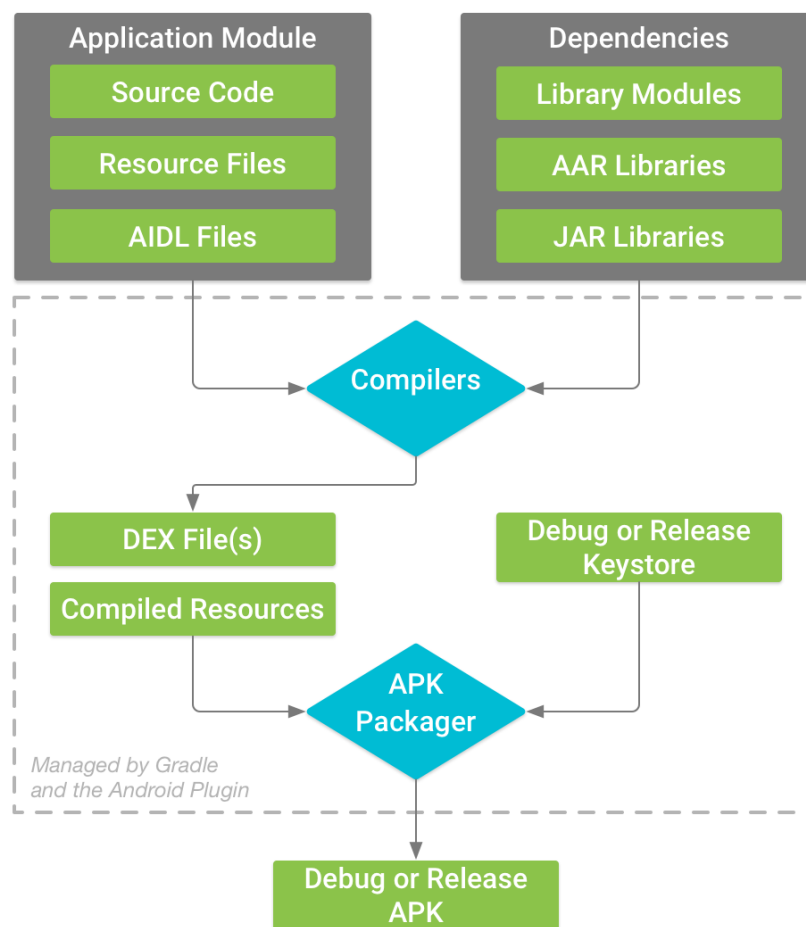 Application Module
Source Code
Resource Files
AIDL Files
Dependencies
Library Modules
AAR Libraries
JAR Libraries
Compilers
DEX File(s)
Compiled Resources
Debug or Release
Keystore
APK
Packager
Managed by Gradle
and the Android Plugin
Debug or Release
APK